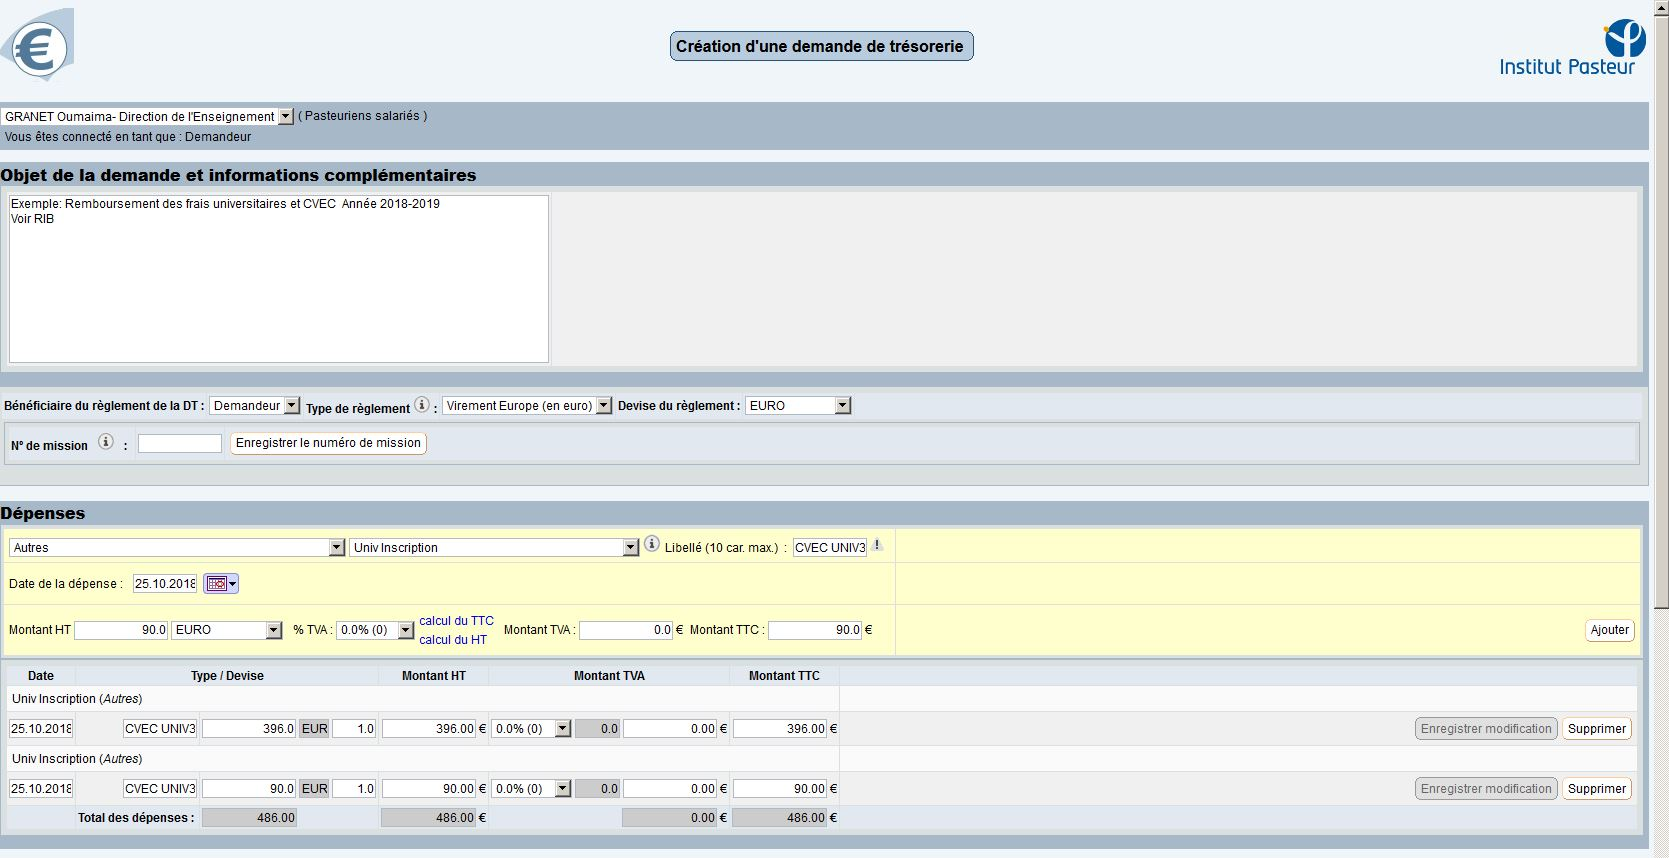 €
Création d'une demande de trésorerie
Institut Pasteur
GRANET Oumaima- Direction de l'Enseignement ( Pasteuriens salariés )
Vous êtes connecté en tant que : Demandeur
Objet de la demande et informations complémentaires
Exemple: Remboursement des frais universitaires et CVEC Année 2018-2019
Voir RIB
Bénéficiaire du règlement de la DT : Demandeur Type de règlement i : Virement Europe (en euro) Devise du règlement : EURO
N° de mission i : Enregistrer le numéro de mission
Dépenses
Autres Univ Inscription i Libellé (10 car. max.) : CVEC UNIV3 !
Date de la dépense : 25.10.2018
Montant HT 90.0 EURO % TVA : 0.0% (0) calcul du TTC calcul du HT Montant TVA : 0.0 € Montant TTC : 90.0 € Ajouter
Date Type / Devise Montant HT Montant TVA Montant TTC
Univ Inscription (Autres)
25.10.2018 CVEC UNIV3 396.0 EUR 1.0 396.00 € 0.0% (0) 0.0 0.00 € 396.00 € Enregistrer modification Supprimer
Univ Inscription (Autres)
25.10.2018 CVEC UNIV3 90.0 EUR 1.0 90.00 € 0.0% (0) 0.0 0.00 € 90.00 € Enregistrer modification Supprimer
Total des dépenses : 486.00 486.00 € 0.00 € 486.00 €